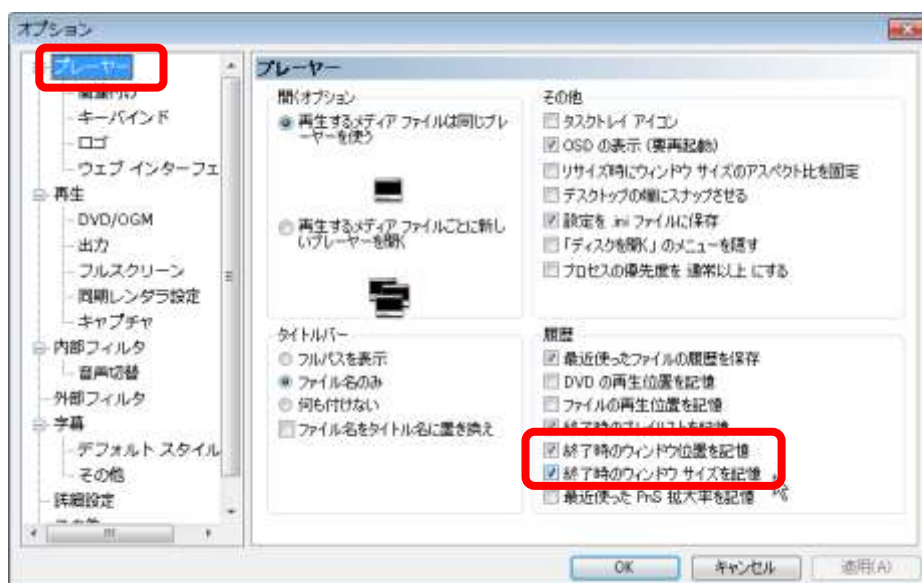 オプション
プレーヤー
関連付け
キーバインド
ロゴ
ウェブ インターフェ
再生
DVD/OGM
出力
フルスクリーン
同期レンダラ設定
キャプチャ
内部フィルタ
音声切替
外部フィルタ
字幕
デフォルト スタイル
その他
詳細設定
プレーヤー
開くオプション
再生するメディア ファイルは同じプレ
ーヤーを使う
再生するメディア ファイルごとに新し
いプレーヤーを開く
タイトルバー
フルパスを表示
ファイル名のみ
何も付けない
ファイル名をタイトル名に置き換え
その他
タスクトレイ アイコン
OSD の表示 (要再起動)
リサイズ時にウィンドウ サイズのアスペクト比を固定
デスクトップの端にスナップさせる
設定を .ini ファイルに保存
「ディスクを開く」のメニューを隠す
プロセスの優先度を 通常以上 にする
履歴
最近使ったファイルの履歴を保存
DVD の再生位置を記憶
ファイルの再生位置を記憶
終了時のプレイリストを記憶
終了時のウィンドウ位置を記憶
終了時のウィンドウ サイズを記憶
最近使った PnS 拡大率を記憶
OK
キャンセル
適用(A)